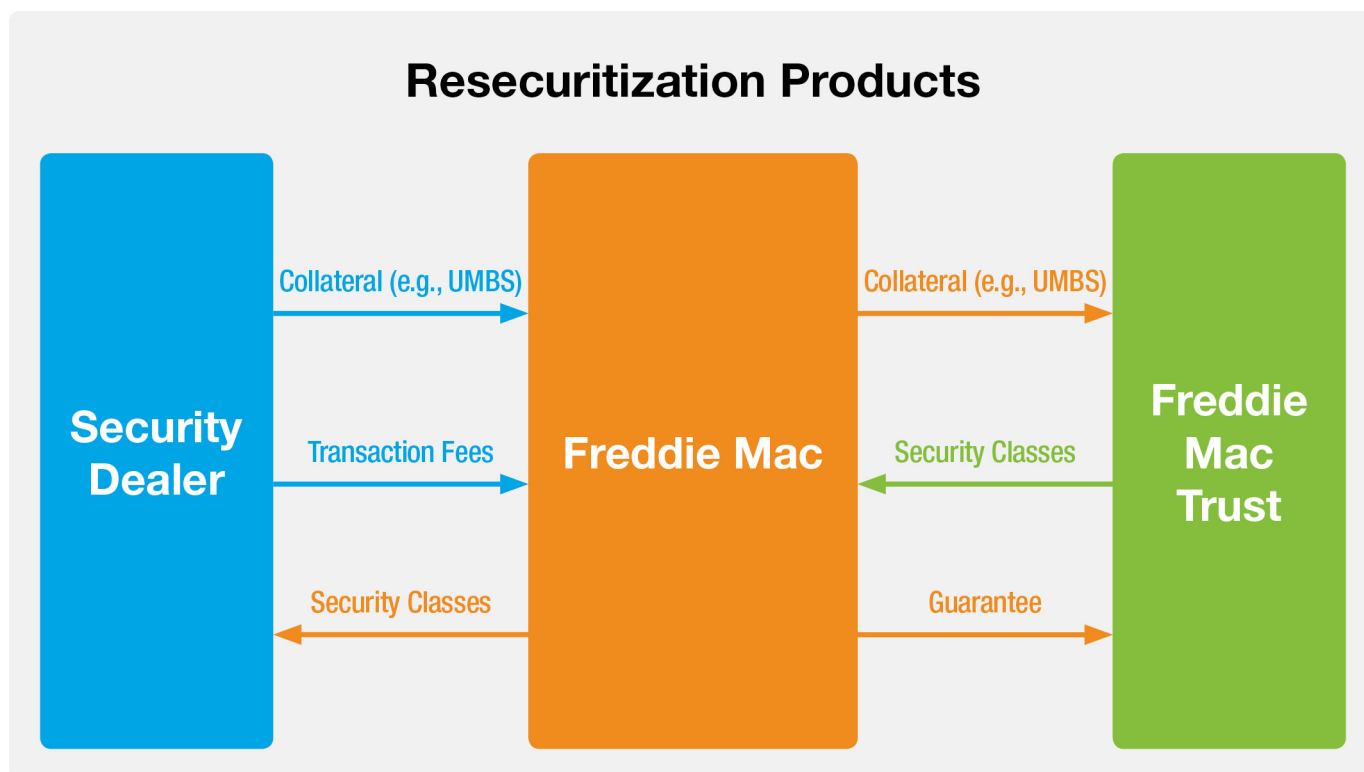 Resecuritization Products
Security
Dealer
Collateral (e.g., UMBS)
Transaction Fees
Security Classes
Freddie Mac
Collateral (e.g., UMBS)
Security Classes
Guarantee
Freddie
Mac
Trust